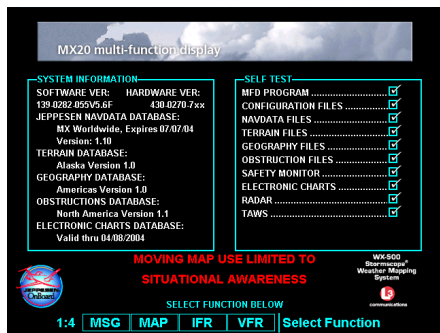 MX20 multi-function display
SYSTEM INFORMATION
SOFTWARE VER: HARDWARE VER:
139-0282-055V5.6F 430-0270-7xx
JEPPESEN NAVDATA DATABASE:
MX Worldwide, Expires 07/07/04
Version: 1.10
TERRAIN DATABASE:
Alaska Version 1.0
GEOGRAPHY DATABASE:
Americas Version 1.0
OBSTRUCTIONS DATABASE:
North America Version 1.1
ELECTRONIC CHARTS DATABASE:
Valid thru 04/08/2004
SELF TEST
MFD PROGRAM
CONFIGURATION FILES
NAVDATA FILES
TERRAIN FILES
GEOGRAPHY FILES
OBSTRUCTION FILES
SAFETY MONITOR
ELECTRONIC CHARTS
RADAR
TAWS
MOVING MAP USE LIMITED TO
SITUATIONAL AWARENESS
JEPPESEN
OnBoard
WX-500
Stormscope®
Weather Mapping
System
communications
SELECT FUNCTION BELOW
1:4 MSG MAP IFR VFR Select Function